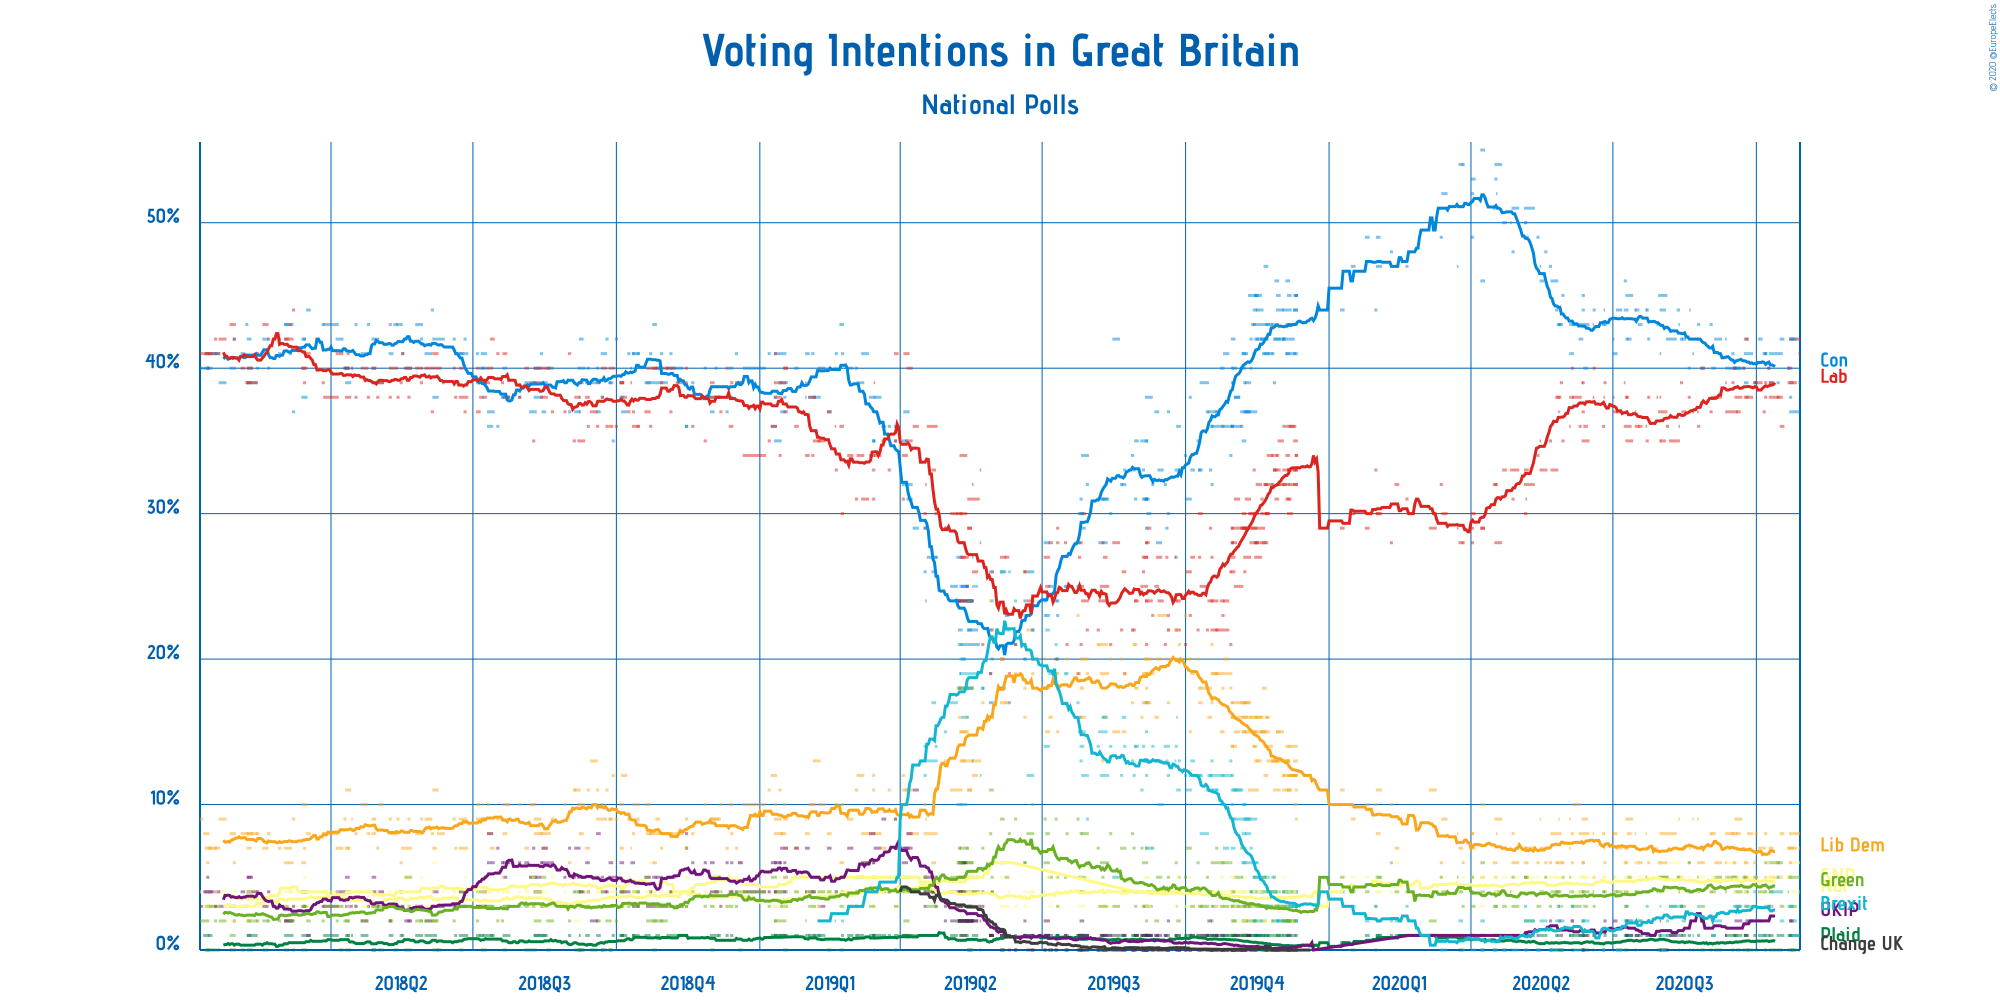 © 2020 @EuropeElects
Voting Intentions in Great Britain
National Polls
50%
40%
30%
20%
10%
0%
Con
Lab
Lib Dem
Green
Brexit
UKIP
Plaid
Change UK
2018Q2
2018Q3
2018Q4
2019Q1
2019Q2
2019Q3
2019Q4
2020Q1
2020Q2
2020Q3